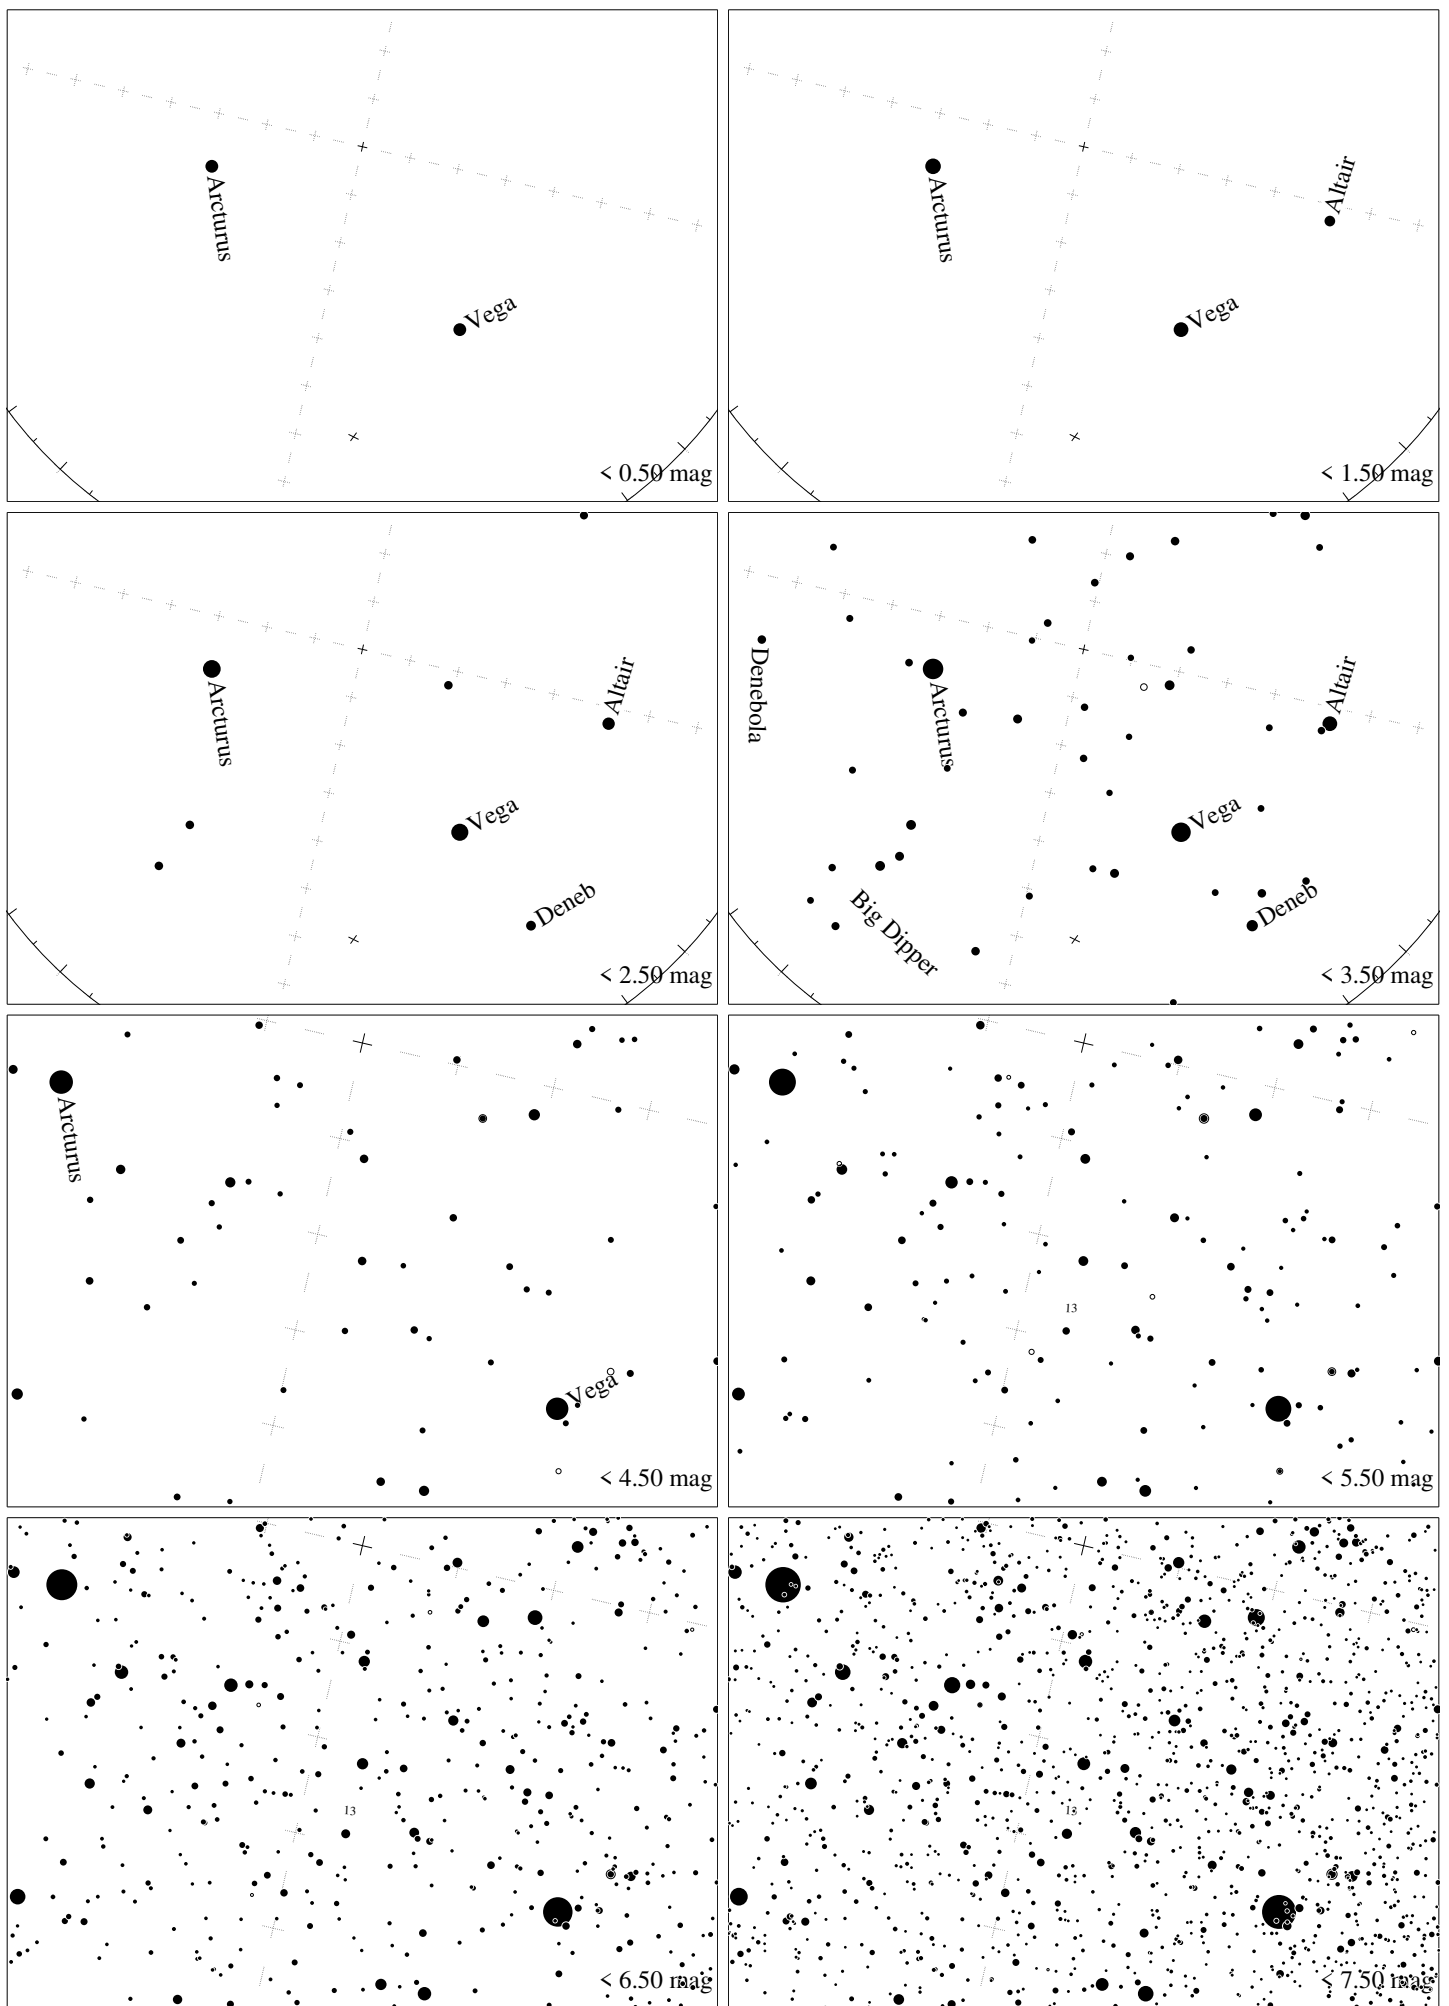 Arcturus
Vega
< 0.50 mag
Arcturus
Altair
Vega
< 1.50 mag
Arcturus
Altair
Vega
Deneb
< 2.50 mag
Denebola
Arcturus
Altair
Vega
Big Dipper
Deneb
< 3.50 mag
Arcturus
Vega
< 4.50 mag
13
< 5.50 mag
13
< 6.50 mag
13
< 7.50 mag